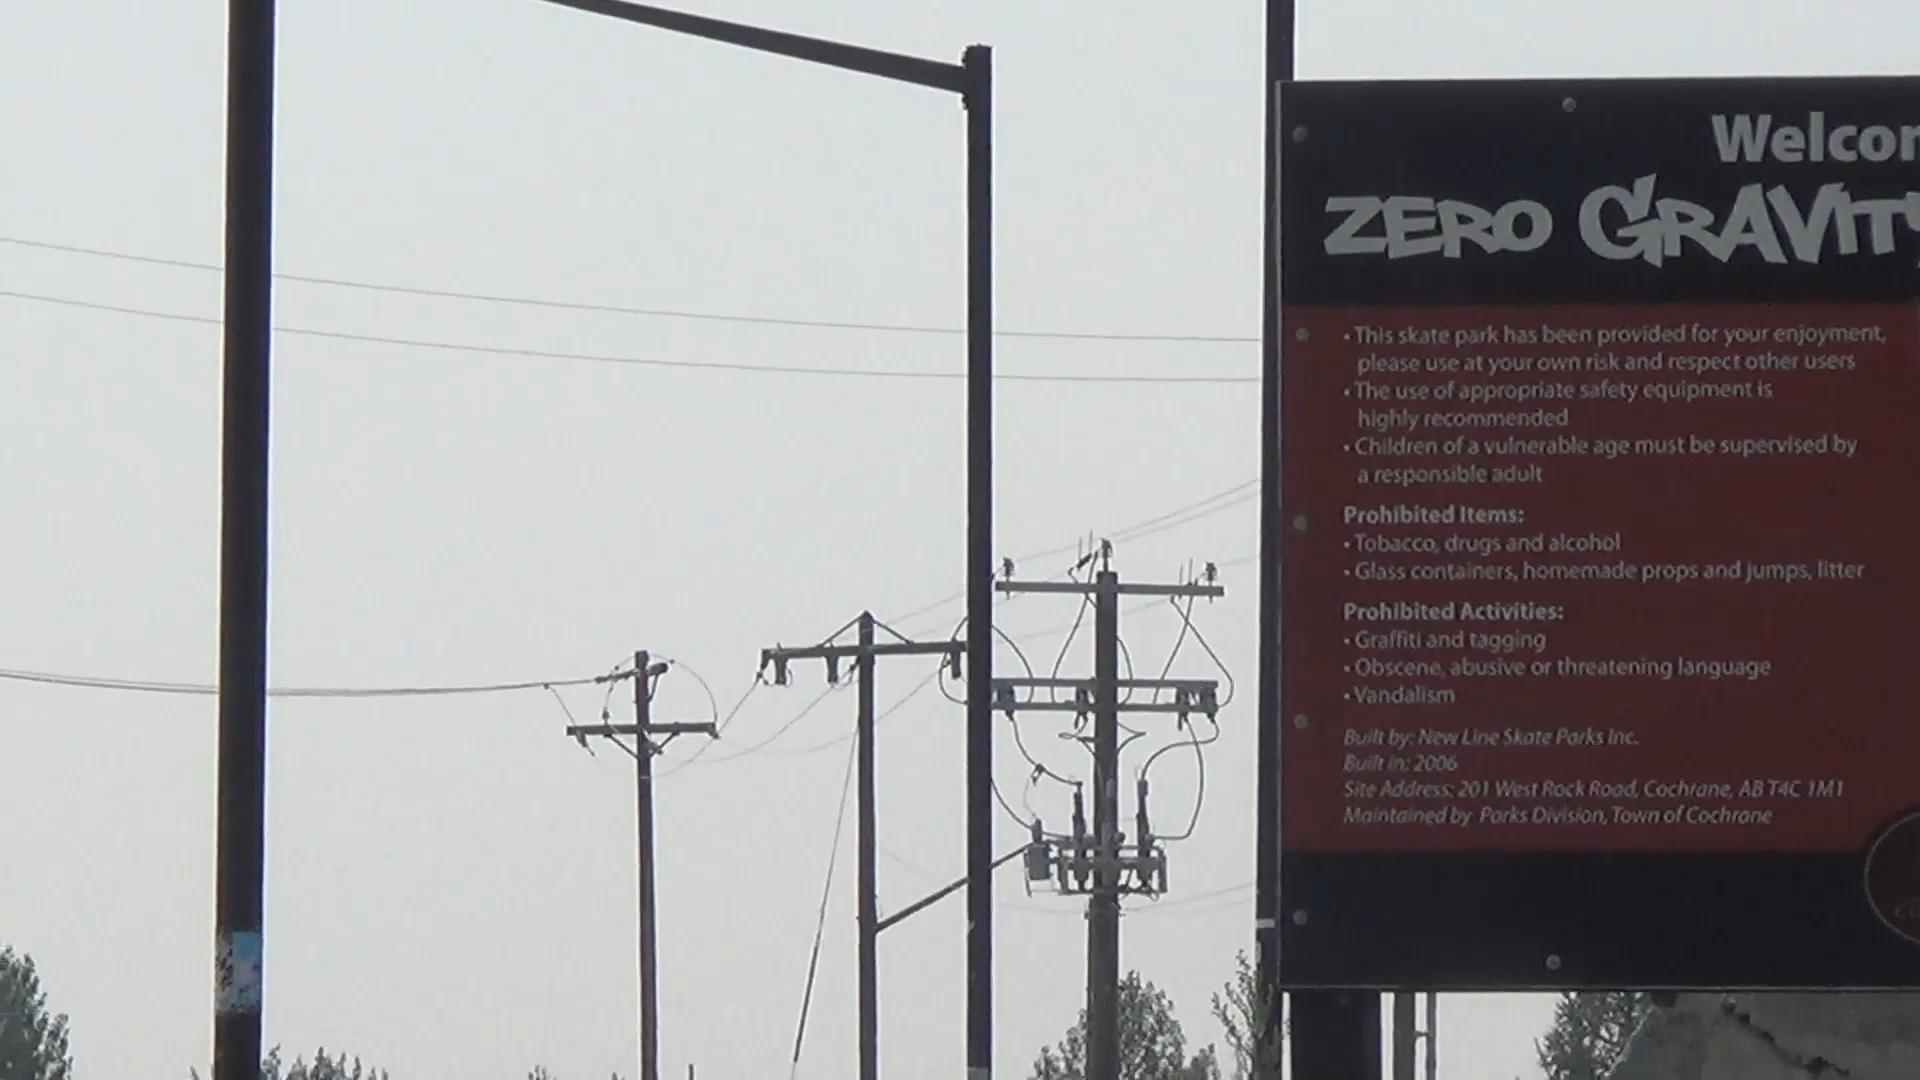 Welcom
ZERO GRAVITY
• This skate park has been provided for your enjoyment,
please use at your own risk and respect other users
• The use of appropriate safety equipment is
highly recommended
• Children of a vulnerable age must be supervised by
a responsible adult
Prohibited Items:
• Tobacco, drugs and alcohol
• Glass containers, homemade props and jumps, litter
Prohibited Activities:
• Graffiti and tagging
• Obscene, abusive or threatening language
• Vandalism
Built by: New Line Skate Parks Inc.
Built in: 2006
Site Address: 201 West Rock Road, Cochrane, AB T4C 1M1
Maintained by Parks Division, Town of Cochrane